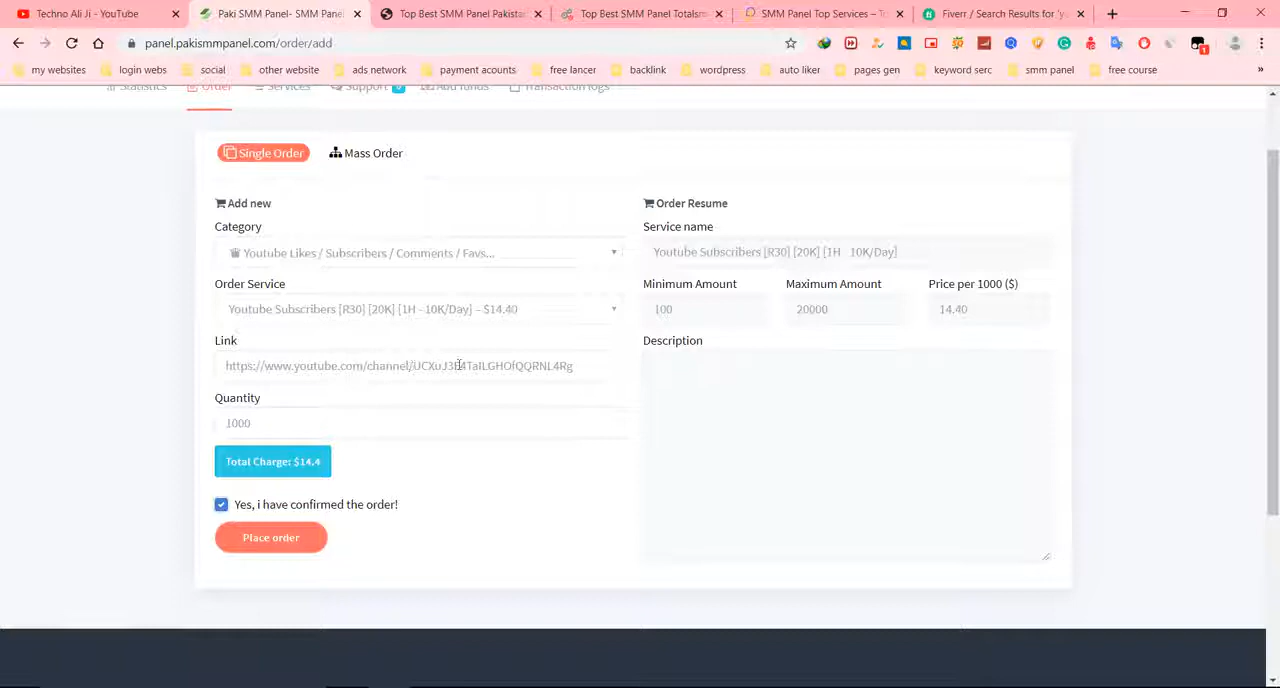 Techno Ali Ji - YouTube
Paki SMM Panel- SMM Panel
Top Best SMM Panel Pakistan
Top Best SMM Panel Totalsmm
SMM Panel Top Services – To
Fiverr / Search Results for 'yo
panel.pakismmpanel.com/order/add
my websites
login webs
social
other website
ads network
payment acounts
free lancer
backlink
wordpress
auto liker
pages gen
keyword serc
smm panel
free course
Statistics
Order
Services
Support
Add funds
Transaction logs
Single Order
Mass Order
Add new
Order Resume
Category
Service name
Youtube Likes / Subscribers / Comments / Favs...
Youtube Subscribers [R30] [20K] [1H 10K/Day]
Order Service
Minimum Amount
Maximum Amount
Price per 1000 ($)
Youtube Subscribers [R30] [20K] [1H - 10K/Day] – $14.40
100
20000
14.40
Link
Description
Quantity
1000
Total Charge: $14.4
Yes, i have confirmed the order!
Place order